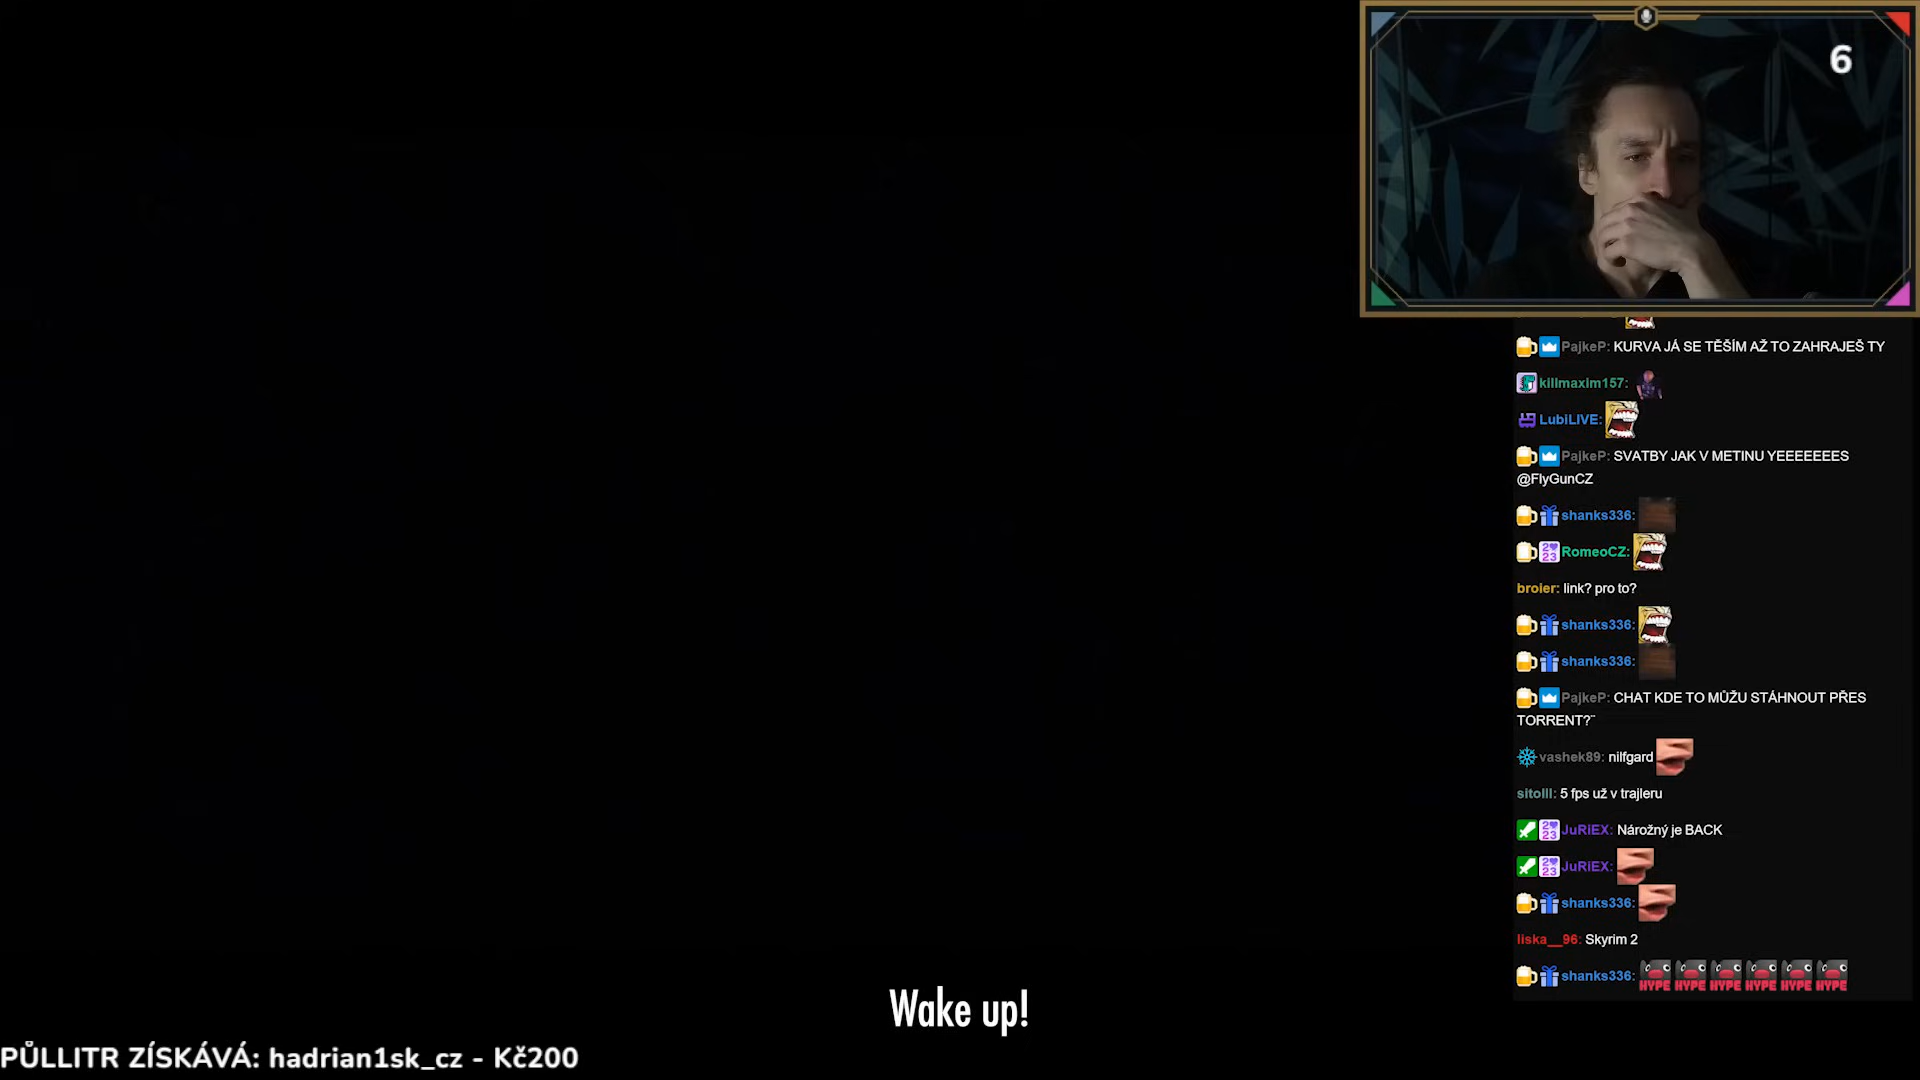 6
PajkeP: KURVA JÁ SE TĚŠÍM AŽ TO ZAHRAJEŠ TY
killmaxim157:
LubiLIVE:
PajkeP: SVATBY JAK V METINU YEEEEEEES
@FlyGunCZ
shanks336:
RomeoCZ:
broier: link? pro to?
shanks336:
shanks336:
PajkeP: CHAT KDE TO MŮŽU STÁHNOUT PŘES
TORRENT?¨
vashek89: nilfgard
sitolll: 5 fps už v trajleru
JuRiEX: Nárožný je BACK
JuRiEX:
shanks336:
liska__96: Skyrim 2
shanks336: HYPE HYPE HYPE HYPE HYPE HYPE
Wake up!
PŮLLITR ZÍSKÁVÁ: hadrian1sk_cz - Kč200